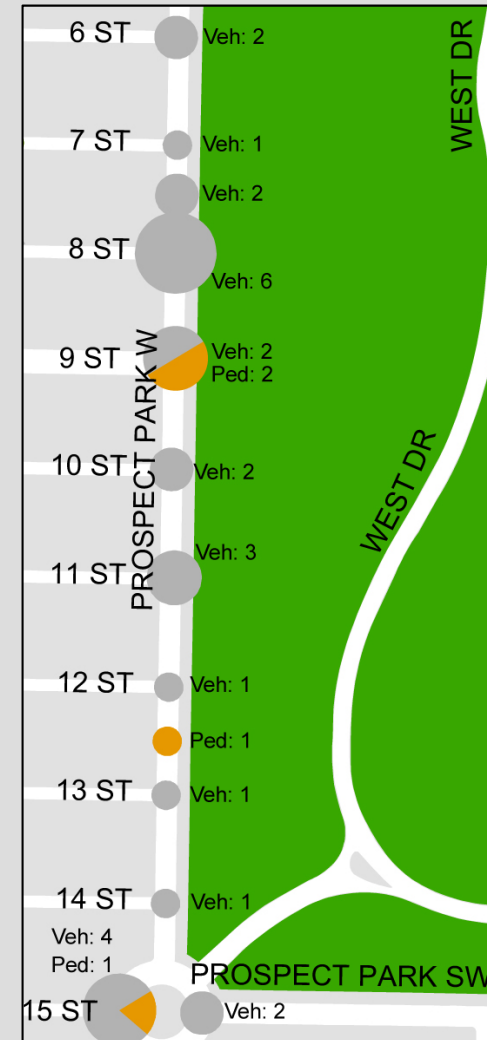 6 ST
Veh: 2
WEST DR
7 ST
Veh: 1
Veh: 2
8 ST
Veh: 6
PROSPECT PARK W
9 ST
Veh: 2
Ped: 2
10 ST
Veh: 2
WEST DR
11 ST
Veh: 3
12 ST
Veh: 1
Ped: 1
13 ST
Veh: 1
14 ST
Veh: 1
Veh: 4
Ped: 1
PROSPECT PARK SW
15 ST
Veh: 2